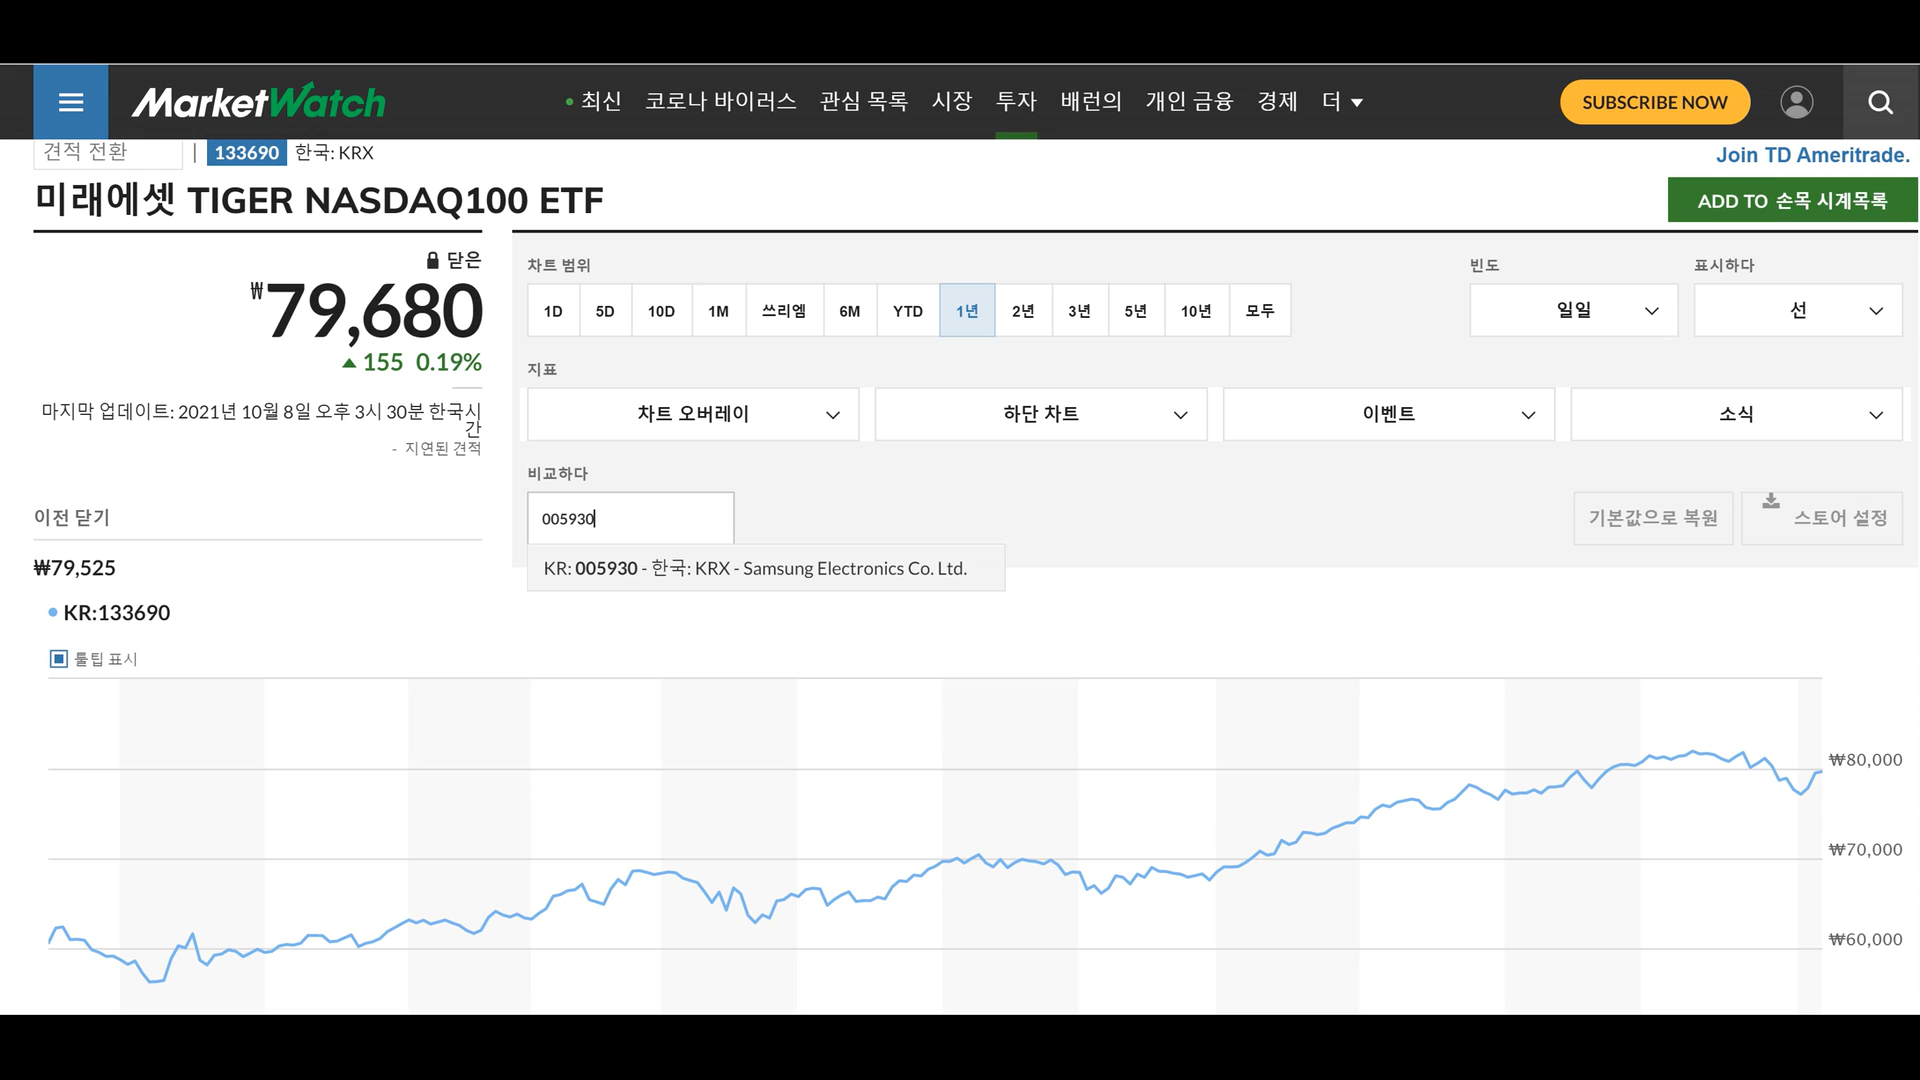 MarketWatch
최신 코로나 바이러스 관심 목록 시장 투자 배런의 개인 금융 경제 더
SUBSCRIBE NOW
견적 전환 | 133690 한국: KRX
Join TD Ameritrade.
미래에셋 TIGER NASDAQ100 ETF
ADD TO 손목 시계목록
닫은
₩79,680
155 0.19%
마지막 업데이트: 2021년 10월 8일 오후 3시 30분 한국시
간
- 지연된 견적
이전 닫기
₩79,525
차트 범위
1D 5D 10D 1M 쓰리엠 6M YTD 1년 2년 3년 5년 10년 모두
빈도
일일
표시하다
선
지표
차트 오버레이
하단 차트
이벤트
소식
비교하다
005930
KR: 005930 - 한국: KRX - Samsung Electronics Co. Ltd.
기본값으로 복원
스토어 설정
KR:133690
툴팁 표시
₩80,000
₩70,000
₩60,000